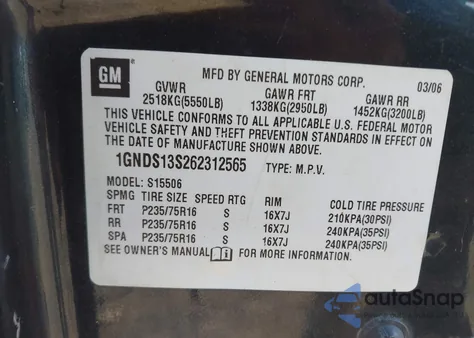 GM
MFD BY GENERAL MOTORS CORP. 03/06
GVWR GAWR FRT GAWR RR
2518KG(5550LB) 1338KG(2950LB) 1452KG(3200LB)
THIS VEHICLE CONFORMS TO ALL APPLICABLE U.S. FEDERAL MOTOR
VEHICLE SAFETY AND THEFT PREVENTION STANDARDS IN EFFECT ON
THE DATE OF MANUFACTURE SHOWN ABOVE.
1GNDS13S262312565 TYPE: M.P.V.
MODEL: S15506
SPMG TIRE SIZE SPEED RTG RIM COLD TIRE PRESSURE
FRT P235/75R16 S 16X7J 210KPA(30PSI)
RR P235/75R16 S 16X7J 240KPA(35PSI)
SPA P235/75R16 S 16X7J 240KPA(35PSI)
SEE OWNER'S MANUAL FOR MORE INFORMATION.
autoSnap